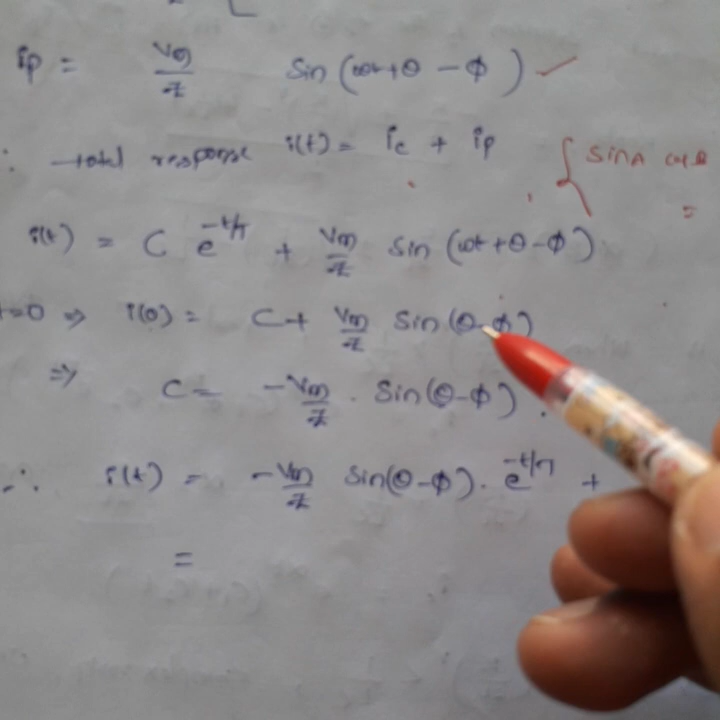 ip = Vm/Z Sin (ωt+θ - φ) ✓
∴ total response i(t) = ic + ip { SinA cosB
=
i(t) = C e^-t/τ + Vm/Z Sin (ωt+θ-φ)
t=0 ⇒ i(0) = C+ Vm/Z Sin(θ-φ)
⇒ C = -Vm/Z . Sin(θ-φ).
∴ i(t) = -Vm/Z Sin(θ-φ). e^-t/τ +
=